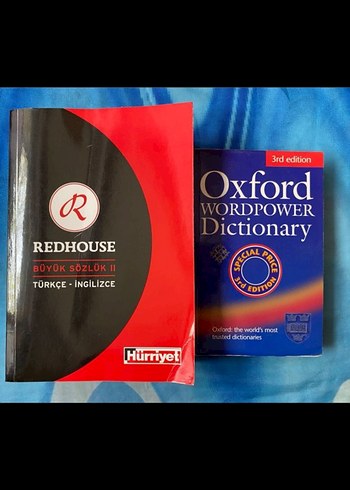 R
REDHOUSE
BÜYÜK SÖZLÜK II
TÜRKÇE - İNGİLİZCE
Hürriyet
3rd edition
Oxford
WORDPOWER
Dictionary
SPECIAL PRICE
3rd EDITION
Oxford: the world's most
trusted dictionaries